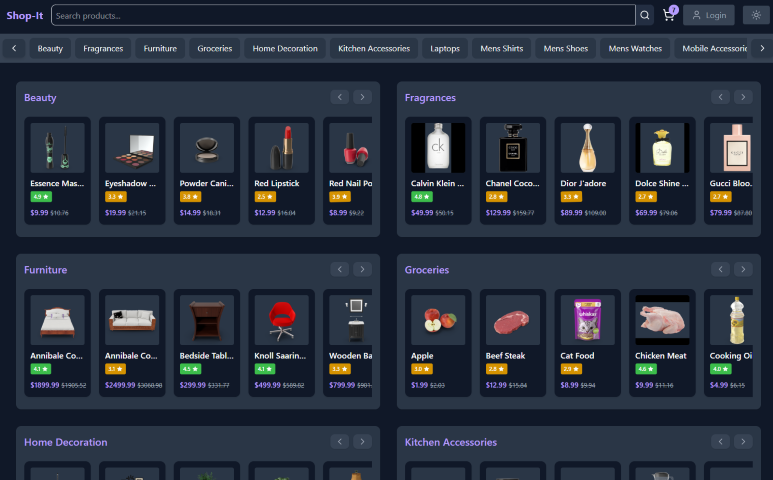 Shop-It Search products... 7 Login
Beauty Fragrances Furniture Groceries Home Decoration Kitchen Accessories Laptops Mens Shirts Mens Shoes Mens Watches Mobile Accessorie
Beauty
Essence Mas... Eyeshadow ... Powder Cani... Red Lipstick Red Nail Po
4.9 ★ 3.3 ★ 3.8 ★ 2.5 ★ 3.9 ★
$9.99 $10.76 $19.99 $21.15 $14.99 $18.31 $12.99 $16.04 $8.99 $9.22
Fragrances
ck CHANEL GUCCI
Calvin Klein ... Chanel Coco... Dior J'adore Dolce Shine ... Gucci Bloo.
4.8 ★ 2.8 ★ 3.3 ★ 2.7 ★ 2.7 ★
$49.99 $50.15 $129.99 $159.77 $89.99 $109.00 $69.99 $79.06 $79.99 $87.80
Furniture
Annibale Co... Annibale Co... Bedside Tabl... Knoll Saarin... Wooden Ba
4.1 ★ 3.1 ★ 4.5 ★ 4.1 ★ 3.3 ★
$1899.99 $1905.52 $2499.99 $3068.98 $299.99 $331.77 $499.99 $589.82 $799.99 $901.
Groceries
whiskas
Apple Beef Steak Cat Food Chicken Meat Cooking Oi
3.0 ★ 2.8 ★ 2.9 ★ 4.6 ★ 4.0 ★
$1.99 $2.03 $12.99 $15.84 $8.99 $9.94 $9.99 $11.16 $4.99 $6.15
Home Decoration
Kitchen Accessories